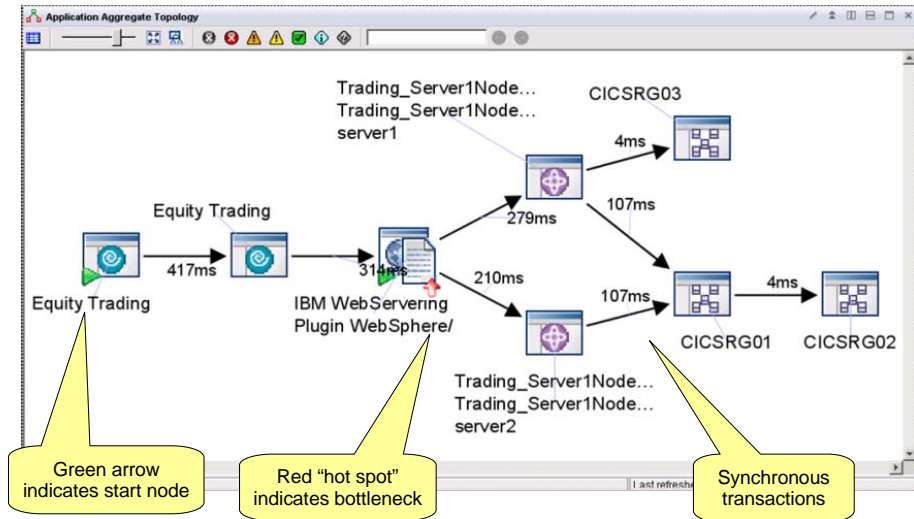 Application Aggregate Topology
Trading_Server1Node...
Trading_Server1Node...
server1
CICSRG03
4ms
Equity Trading
279ms
107ms
417ms
314ms
210ms
107ms
4ms
Equity Trading
IBM WebServering
Plugin WebSphere/
CICSRG01
CICSRG02
Trading_Server1Node...
Trading_Server1Node...
server2
Green arrow
indicates start node
Red “hot spot”
indicates bottleneck
Synchronous
transactions
Last refreshe